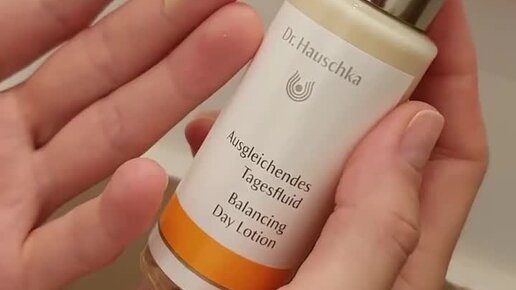 Dr. Hauschka
Ausgleichendes
Tagesfluid
Balancing
Day Lotion